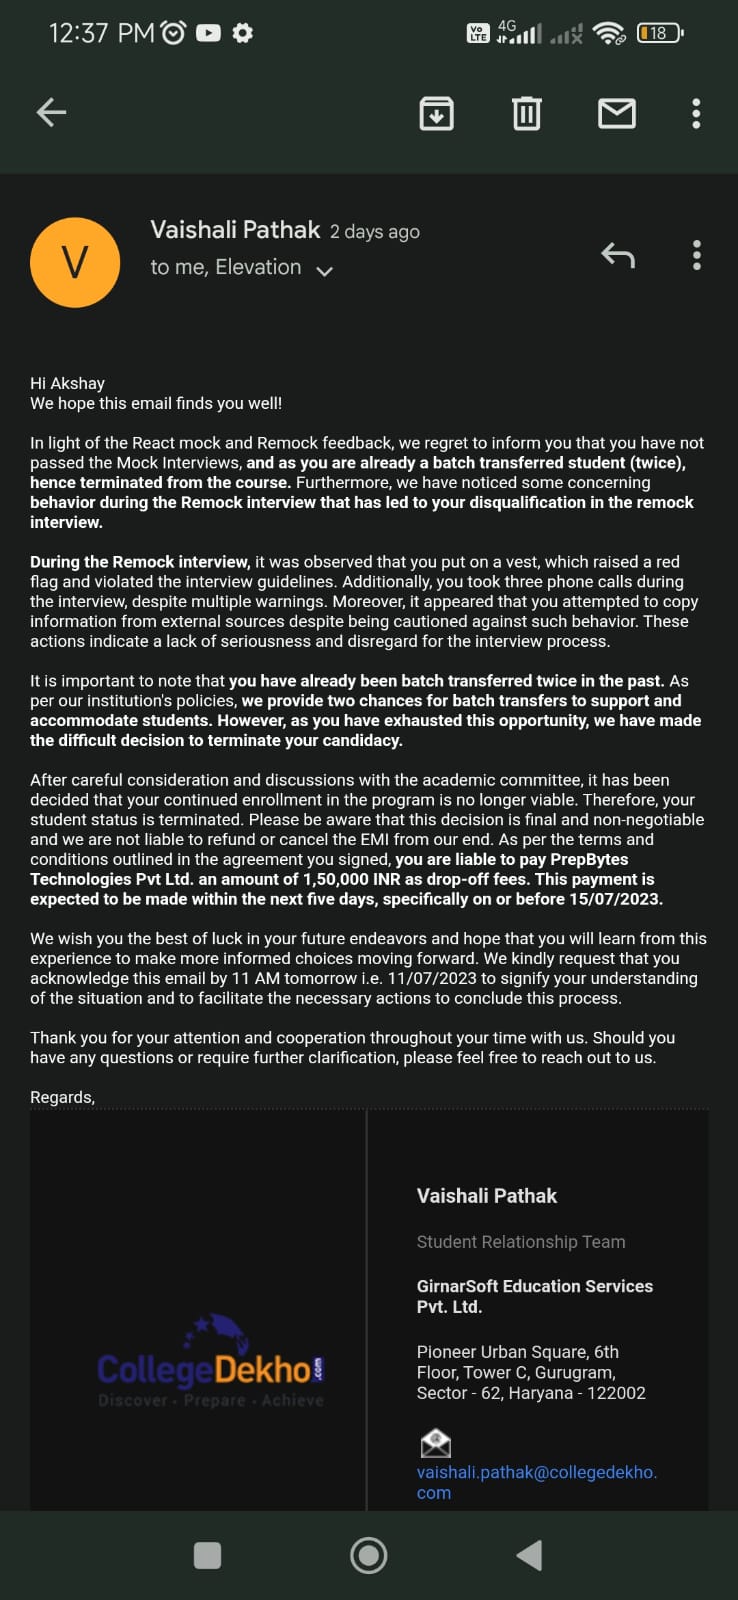 12:37 PM
Vo LTE 4G 18
Vaishali Pathak 2 days ago
V
to me, Elevation
Hi Akshay
We hope this email finds you well!
In light of the React mock and Remock feedback, we regret to inform you that you have not
passed the Mock Interviews, and as you are already a batch transferred student (twice),
hence terminated from the course. Furthermore, we have noticed some concerning
behavior during the Remock interview that has led to your disqualification in the remock
interview.
During the Remock interview, it was observed that you put on a vest, which raised a red
flag and violated the interview guidelines. Additionally, you took three phone calls during
the interview, despite multiple warnings. Moreover, it appeared that you attempted to copy
information from external sources despite being cautioned against such behavior. These
actions indicate a lack of seriousness and disregard for the interview process.
It is important to note that you have already been batch transferred twice in the past. As
per our institution's policies, we provide two chances for batch transfers to support and
accommodate students. However, as you have exhausted this opportunity, we have made
the difficult decision to terminate your candidacy.
After careful consideration and discussions with the academic committee, it has been
decided that your continued enrollment in the program is no longer viable. Therefore, your
student status is terminated. Please be aware that this decision is final and non-negotiable
and we are not liable to refund or cancel the EMI from our end. As per the terms and
conditions outlined in the agreement you signed, you are liable to pay PrepBytes
Technologies Pvt Ltd. an amount of 1,50,000 INR as drop-off fees. This payment is
expected to be made within the next five days, specifically on or before 15/07/2023.
We wish you the best of luck in your future endeavors and hope that you will learn from this
experience to make more informed choices moving forward. We kindly request that you
acknowledge this email by 11 AM tomorrow i.e. 11/07/2023 to signify your understanding
of the situation and to facilitate the necessary actions to conclude this process.
Thank you for your attention and cooperation throughout your time with us. Should you
have any questions or require further clarification, please feel free to reach out to us.
Regards,
CollegeDekho.com
Discover - Prepare - Achieve
Vaishali Pathak
Student Relationship Team
GirnarSoft Education Services
Pvt. Ltd.
Pioneer Urban Square, 6th
Floor, Tower C, Gurugram,
Sector - 62, Haryana - 122002
vaishali.pathak@collegedekho.
com